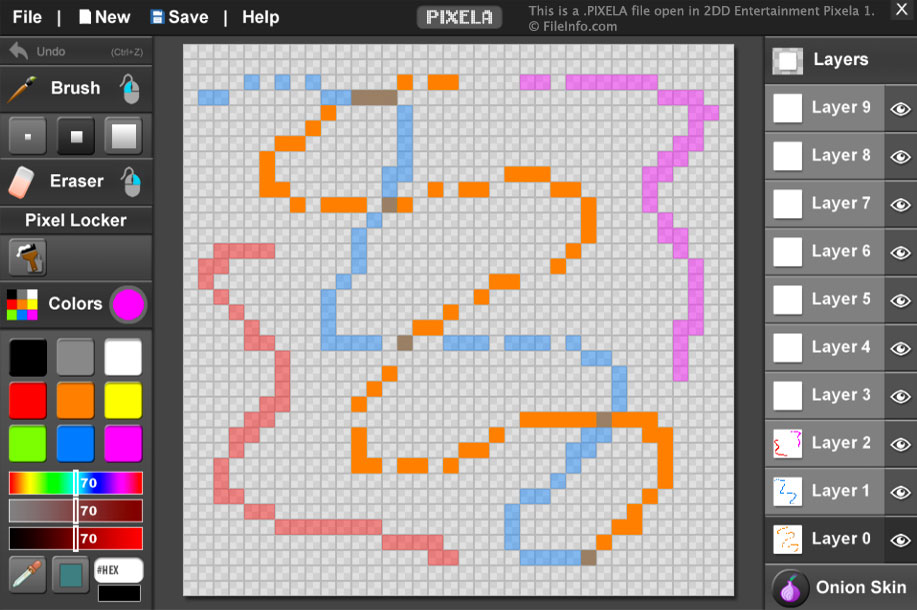 File | New | Save | Help
PIXELA
This is a .PIXELA file open in 2DD Entertainment Pixela 1.
© FileInfo.com
X
Undo (Ctrl+Z)
Brush
Eraser
Pixel Locker
Colors
70
70
70
#HEX
Layers
Layer 9
Layer 8
Layer 7
Layer 6
Layer 5
Layer 4
Layer 3
Layer 2
Layer 1
Layer 0
Onion Skin